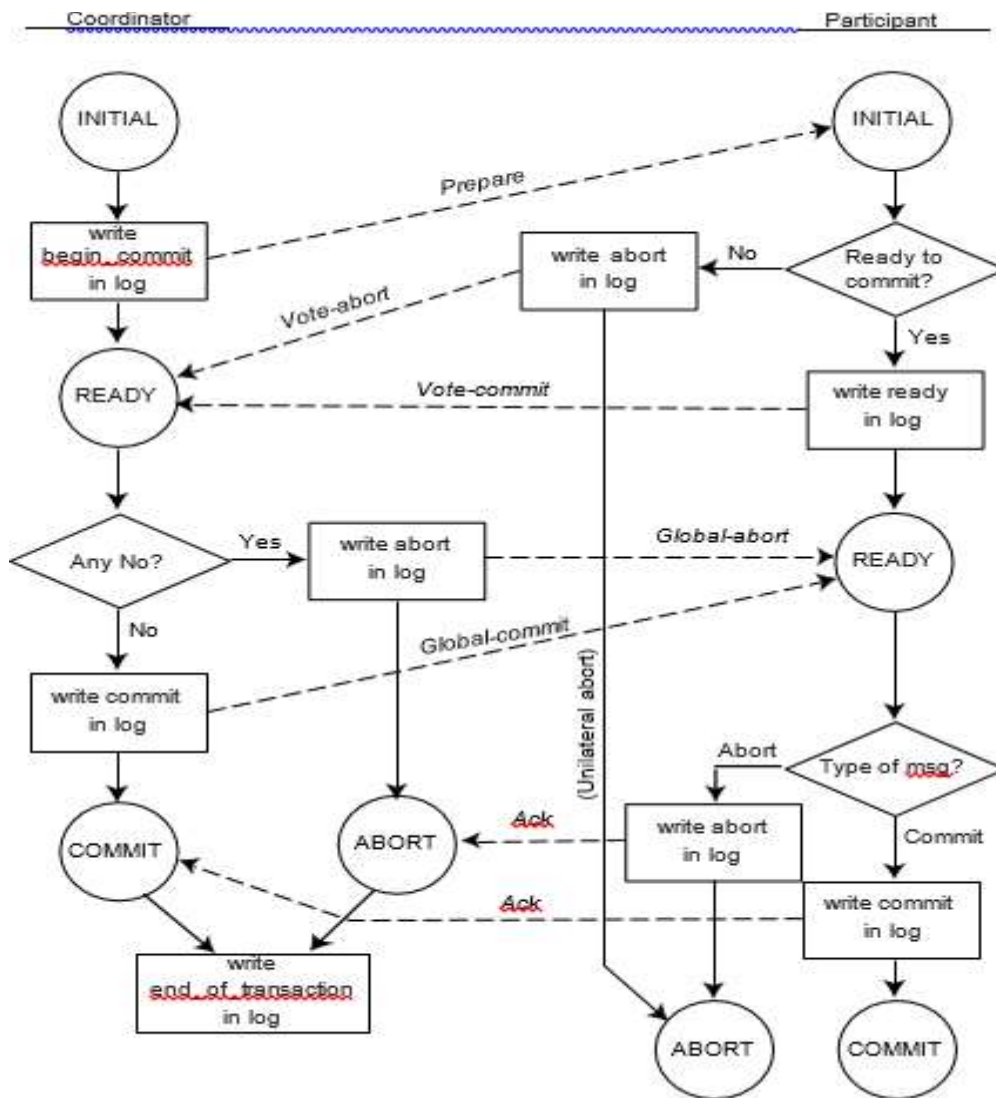 Coordinator
Participant
INITIAL
INITIAL
Prepare
write
begin_commit
in log
write abort
in log
No
Ready to
commit?
Vote-abort
Yes
READY
Vote-commit
write ready
in log
Any No?
Yes
write abort
in log
Global-abort
READY
No
Global-commit
write commit
in log
(Unilateral abort)
Abort
Type of msg?
COMMIT
ABORT
Ack
write abort
in log
Commit
Ack
write commit
in log
write
end_of_transaction
in log
ABORT
COMMIT